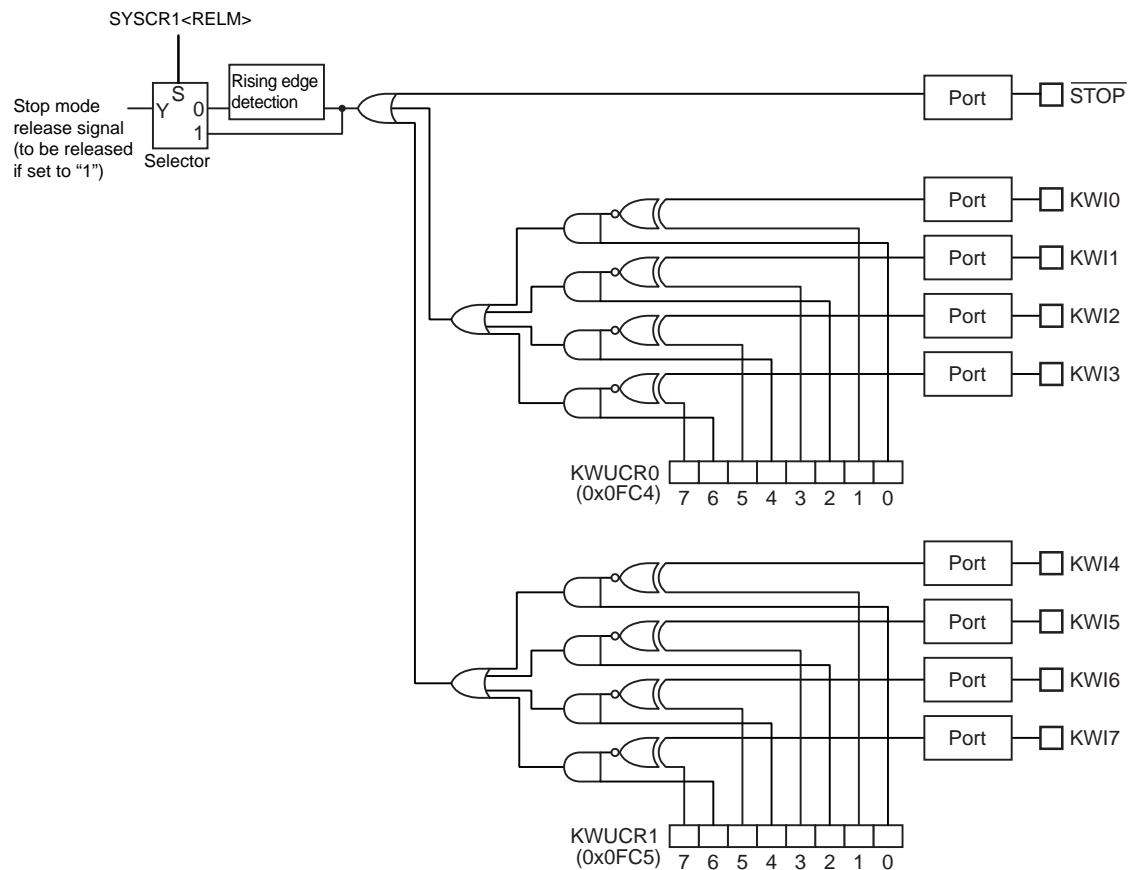 SYSCR1<RELM>
Rising edge
detection
S
Y
0
1
Selector
Stop mode
release signal
(to be released
if set to “1”)
Port
STOP
Port
KWI0
Port
KWI1
Port
KWI2
Port
KWI3
KWUCR0
(0x0FC4)
7 6 5 4 3 2 1 0
Port
KWI4
Port
KWI5
Port
KWI6
Port
KWI7
KWUCR1
(0x0FC5)
7 6 5 4 3 2 1 0